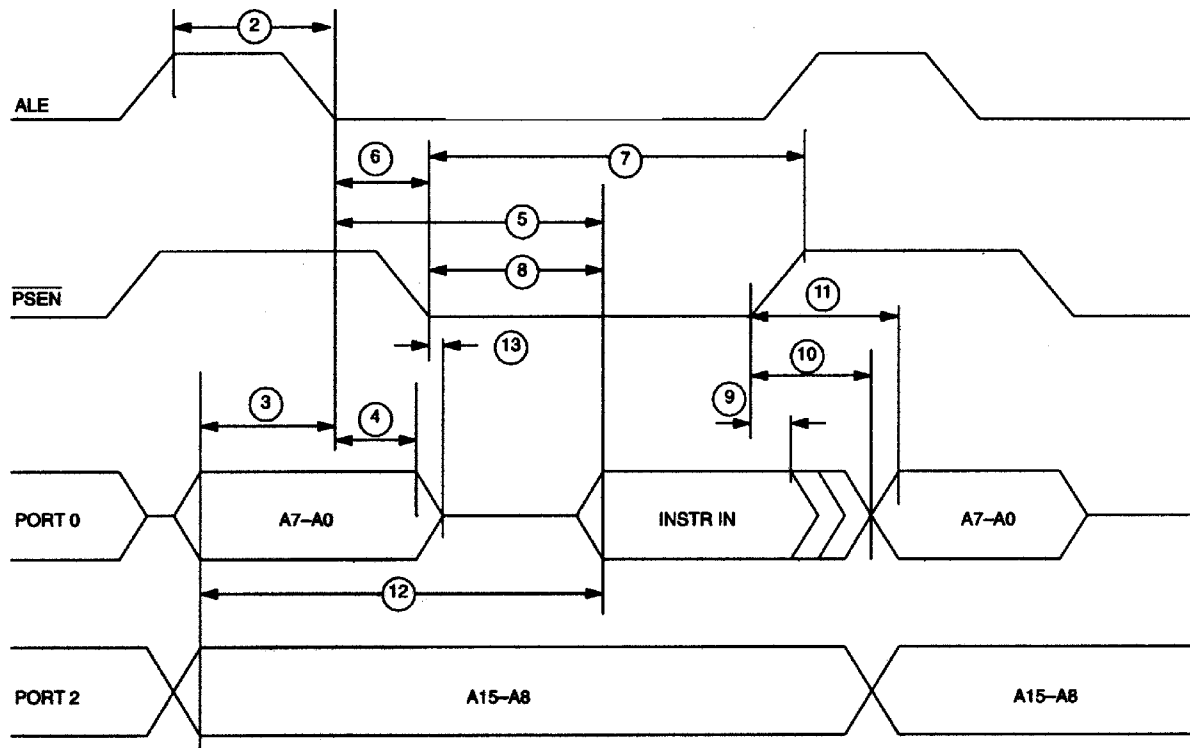 2
ALE
6
7
5
8
PSEN
11
13
10
9
3
4
PORT 0
A7–A0
INSTR IN
A7–A0
12
PORT 2
A15–A8
A15–A8